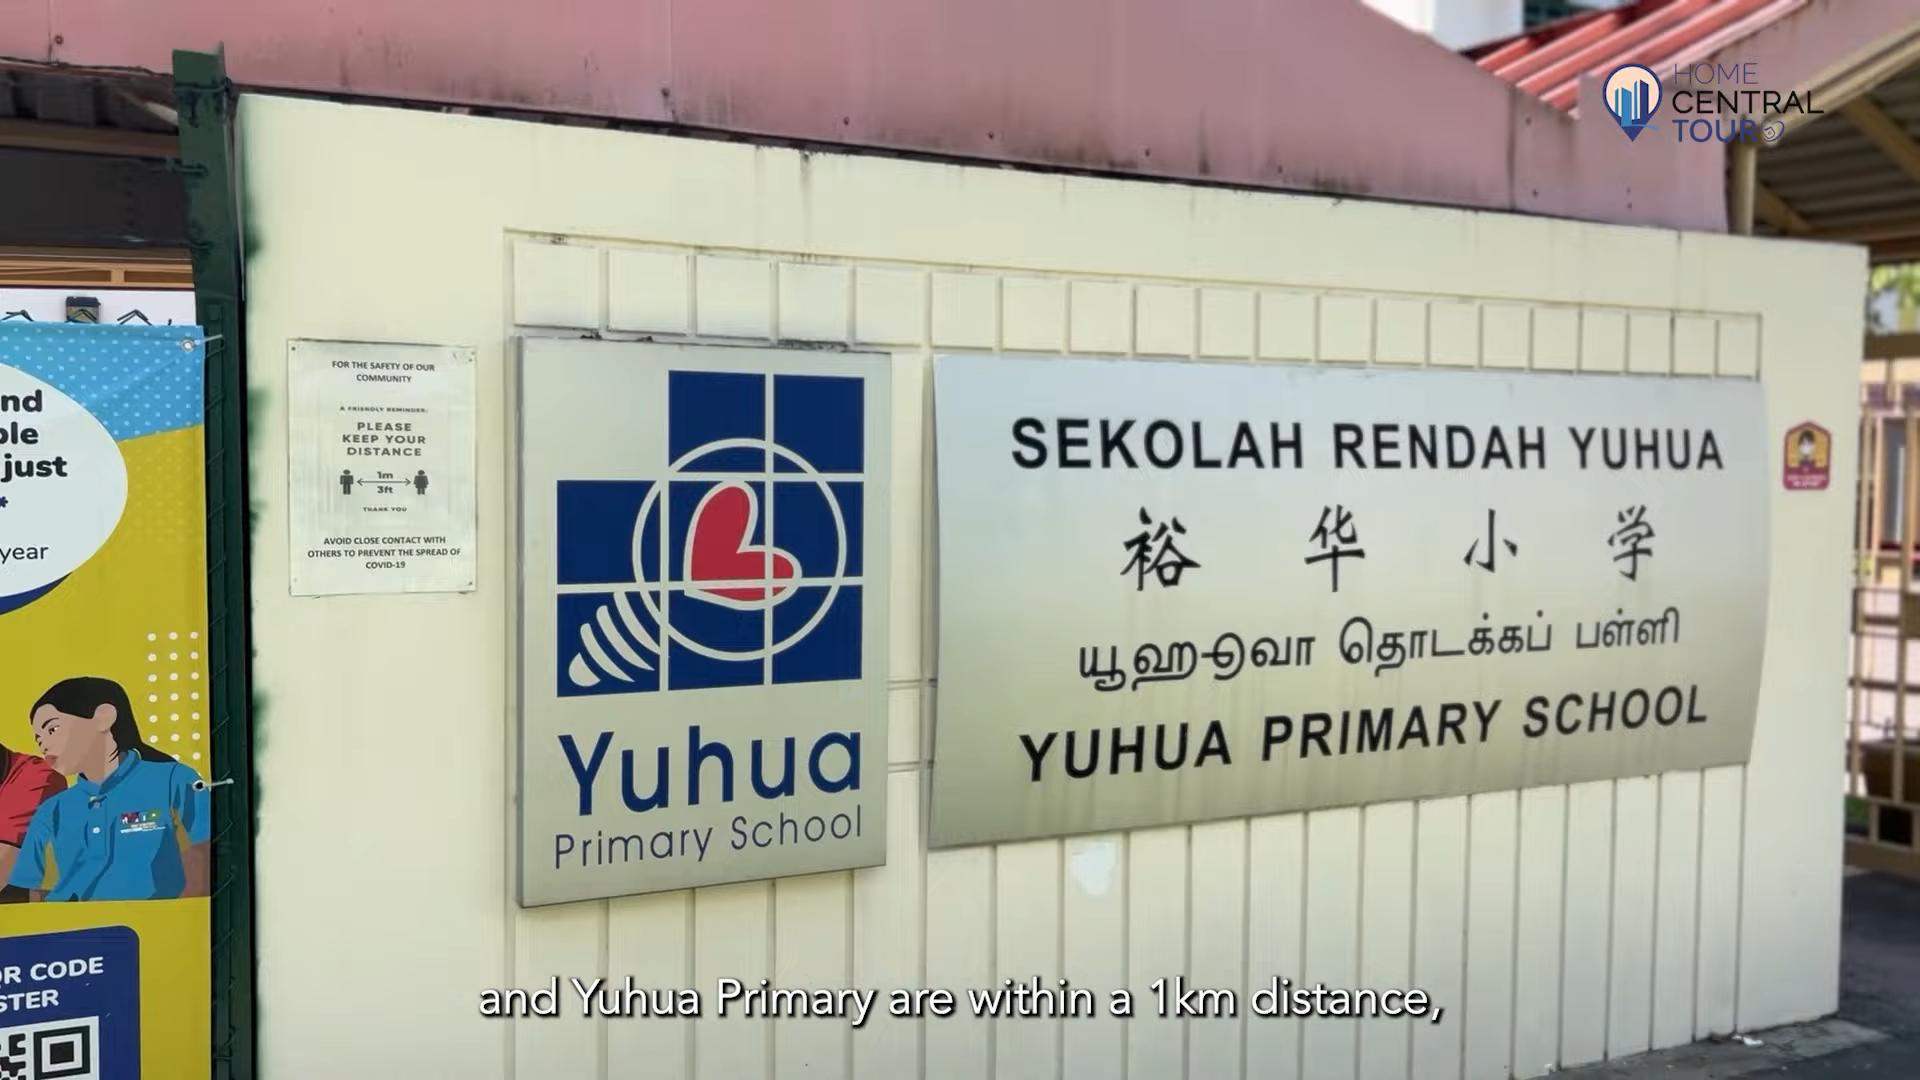 HOME
CENTRAL
TOUR
nd
ble
just
*
year
FOR THE SAFETY OF OUR
COMMUNITY
A FRIENDLY REMINDER:
PLEASE
KEEP YOUR
DISTANCE
1m
3ft
THANK YOU
AVOID CLOSE CONTACT WITH
OTHERS TO PREVENT THE SPREAD OF
COVID-19
Yuhua
Primary School
SEKOLAH RENDAH YUHUA
裕华小学
யூஹுவா தொடக்கப் பள்ளி
YUHUA PRIMARY SCHOOL
QR CODE
STER
and Yuhua Primary are within a 1km distance,